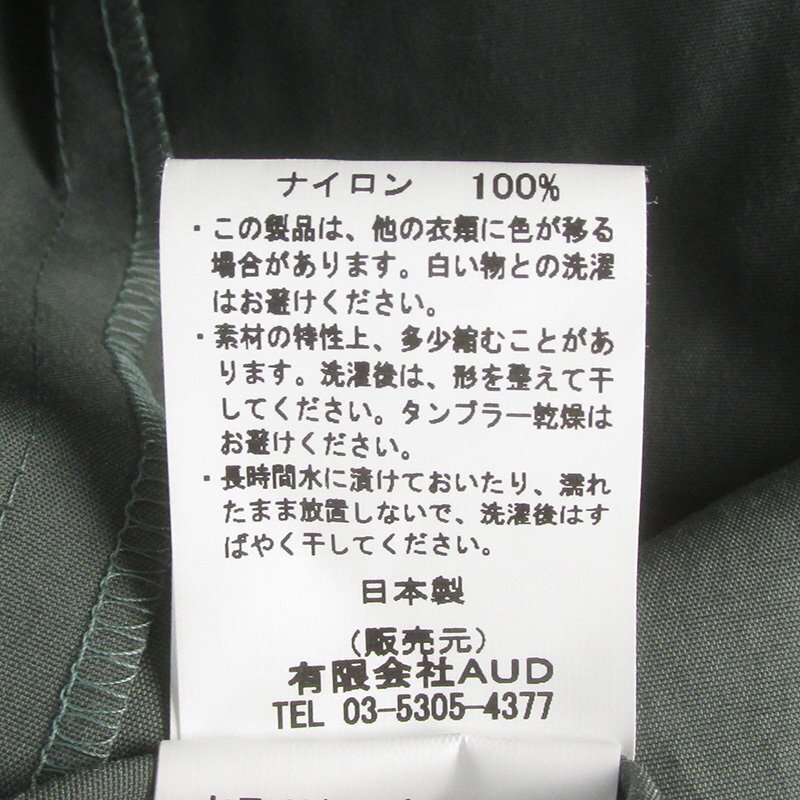 ナイロン 100%
・この製品は、他の衣類に色が移る
場合があります。白い物との洗濯
はお避けください。
・素材の特性上、多少縮むことがあ
ります。洗濯後は、形を整えて干
してください。タンブラー乾燥は
お避けください。
・長時間水に漬けておいたり、濡れ
たまま放置しないで、洗濯後はす
ばやく干してください。
日本製
(販売元)
有限会社AUD
TEL 03-5305-4377